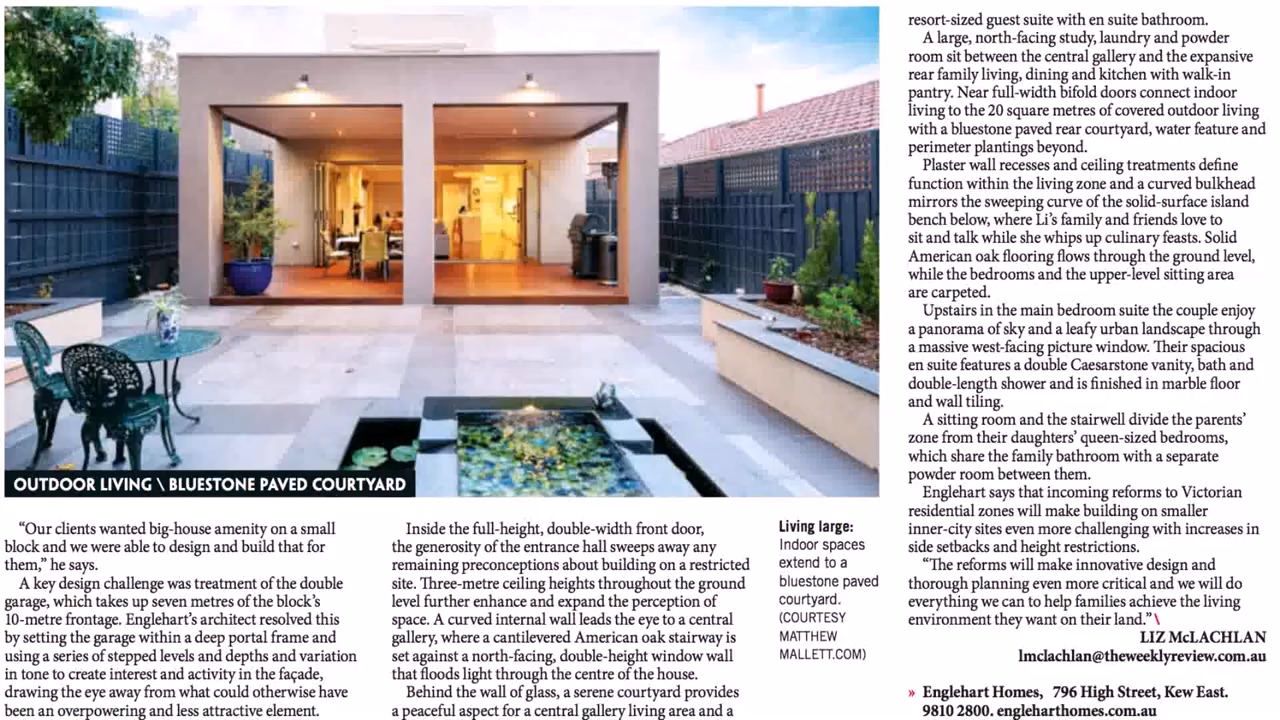 OUTDOOR LIVING \ BLUESTONE PAVED COURTYARD
“Our clients wanted big-house amenity on a small
block and we were able to design and build that for
them,” he says.
A key design challenge was treatment of the double
garage, which takes up seven metres of the block’s
10-metre frontage. Englehart’s architect resolved this
by setting the garage within a deep portal frame and
using a series of stepped levels and depths and variation
in tone to create interest and activity in the façade,
drawing the eye away from what could otherwise have
been an overpowering and less attractive element.
Inside the full-height, double-width front door,
the generosity of the entrance hall sweeps away any
remaining preconceptions about building on a restricted
site. Three-metre ceiling heights throughout the ground
level further enhance and expand the perception of
space. A curved internal wall leads the eye to a central
gallery, where a cantilevered American oak stairway is
set against a north-facing, double-height window wall
that floods light through the centre of the house.
Behind the wall of glass, a serene courtyard provides
a peaceful aspect for a central gallery living area and a
Living large:
Indoor spaces
extend to a
bluestone paved
courtyard.
(COURTESY
MATTHEW
MALLETT.COM)
resort-sized guest suite with en suite bathroom.
A large, north-facing study, laundry and powder
room sit between the central gallery and the expansive
rear family living, dining and kitchen with walk-in
pantry. Near full-width bifold doors connect indoor
living to the 20 square metres of covered outdoor living
with a bluestone paved rear courtyard, water feature and
perimeter plantings beyond.
Plaster wall recesses and ceiling treatments define
function within the living zone and a curved bulkhead
mirrors the sweeping curve of the solid-surface island
bench below, where Li’s family and friends love to
sit and talk while she whips up culinary feasts. Solid
American oak flooring flows through the ground level,
while the bedrooms and the upper-level sitting area
are carpeted.
Upstairs in the main bedroom suite the couple enjoy
a panorama of sky and a leafy urban landscape through
a massive west-facing picture window. Their spacious
en suite features a double Caesarstone vanity, bath and
double-length shower and is finished in marble floor
and wall tiling.
A sitting room and the stairwell divide the parents’
zone from their daughters’ queen-sized bedrooms,
which share the family bathroom with a separate
powder room between them.
Englehart says that incoming reforms to Victorian
residential zones will make building on smaller
inner-city sites even more challenging with increases in
side setbacks and height restrictions.
“The reforms will make innovative design and
thorough planning even more critical and we will do
everything we can to help families achieve the living
environment they want on their land.” \
LIZ McLACHLAN
lmclachlan@theweeklyreview.com.au
» Englehart Homes, 796 High Street, Kew East.
9810 2800. engleharthomes.com.au